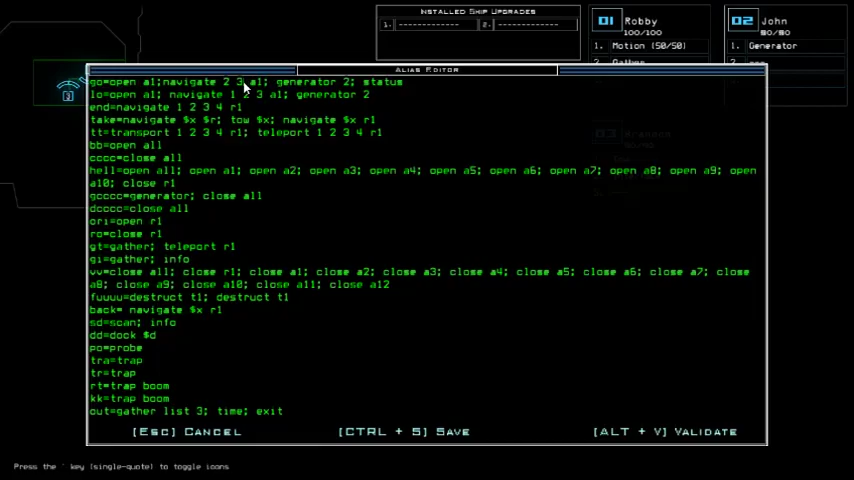 Installed Ship Upgrades
1. -------------- 2. --------------
01 Robby
100/100
1. Motion (50/50)
2. Gather
02 John
80/80
1. Generator
2. ---
Alias Editor
go=open a1;navigate 2 3 a1; generator 2; status
lo=open a1; navigate 1 2 3 a1; generator 2
end=navigate 1 2 3 4 r1
take=navigate $x $r; tow $x; navigate $x r1
tt=transport 1 2 3 4 r1; teleport 1 2 3 4 r1
bb=open all
cccc=close all
hell=open all; open a1; open a2; open a3; open a4; open a5; open a6; open a7; open a8; open a9; open
a10; close r1
gcccc=generator; close all
dcccc=close all
ori=open r1
ro=close r1
gt=gather; teleport r1
gi=gather; info
vv=close all; close r1; close a1; close a2; close a3; close a4; close a5; close a6; close a7; close
a8; close a9; close a10; close a11; close a12
fuuuu=destruct t1; destruct t1
back= navigate $x r1
sd=scan; info
dd=dock $d
po=probe
tra=trap
tr=trap
rt=trap boom
kk=trap boom
out=gather list 3; time; exit
[Esc] Cancel [CTRL + S] Save [ALT + V] Validate
Press the ` key (single-quote) to toggle icons